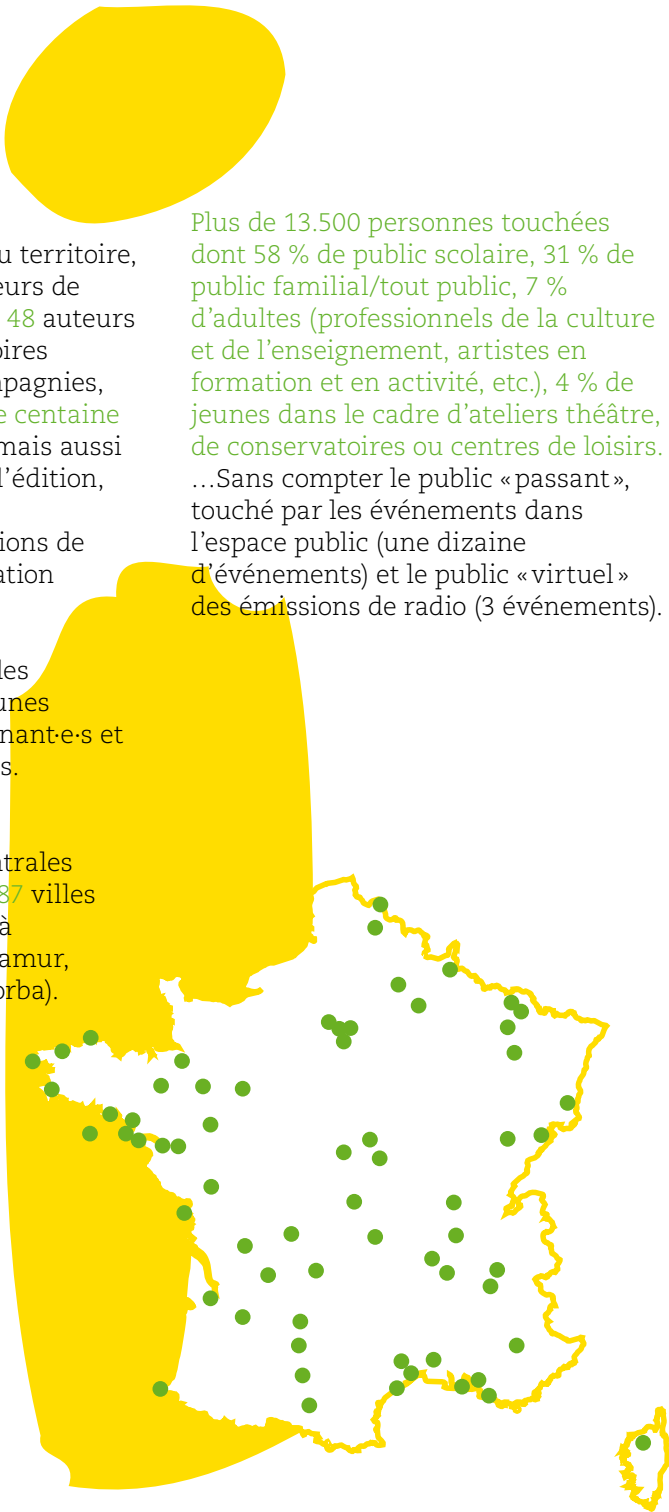 u territoire,
eurs de
48 auteurs
oires
npagnies,
e centaine
mais aussi
l’édition,
ions de
ation
les
unes
nant·e·s et
s.
ntrales
87 villes
à
amur,
orba).
Plus de 13.500 personnes touchées
dont 58 % de public scolaire, 31 % de
public familial/tout public, 7 %
d’adultes (professionnels de la culture
et de l’enseignement, artistes en
formation et en activité, etc.), 4 % de
jeunes dans le cadre d’ateliers théâtre,
de conservatoires ou centres de loisirs.
…Sans compter le public «passant»,
touché par les événements dans
l’espace public (une dizaine
d’événements) et le public «virtuel»
des émissions de radio (3 événements).